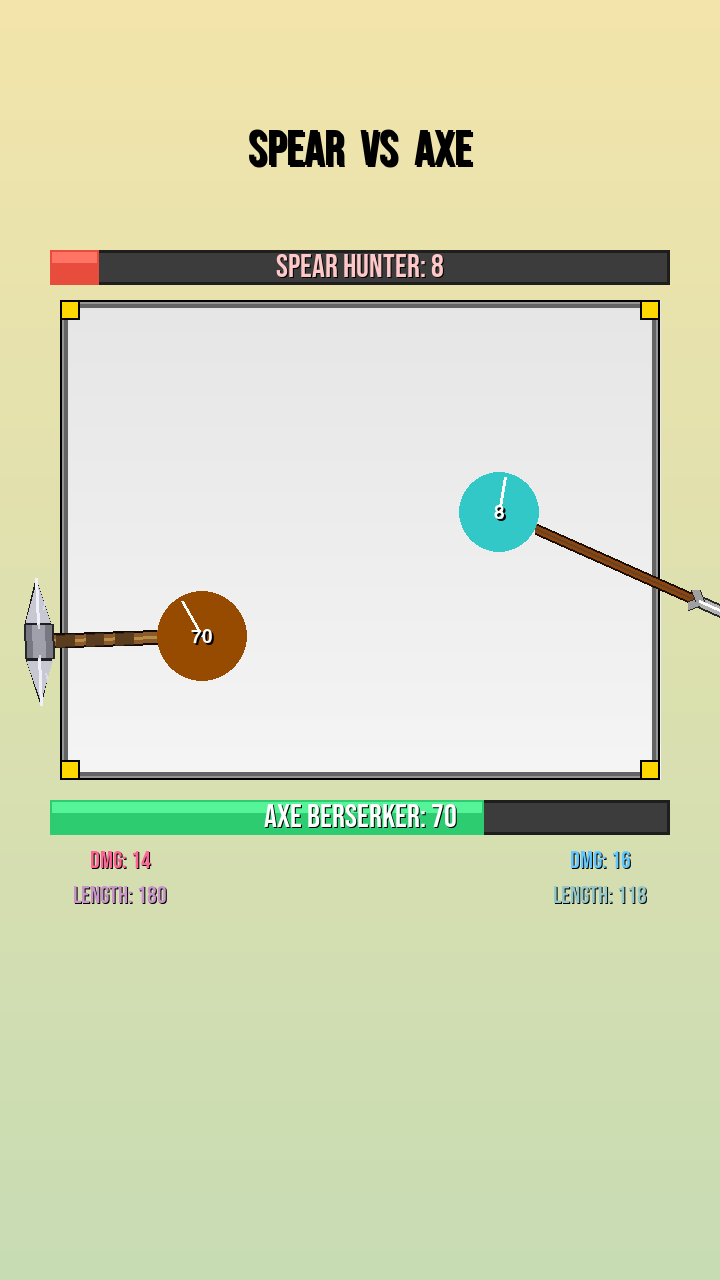 SPEAR VS AXE
SPEAR HUNTER: 8
8
70
AXE BERSERKER: 70
DMG: 14
DMG: 16
LENGTH: 180
LENGTH: 118